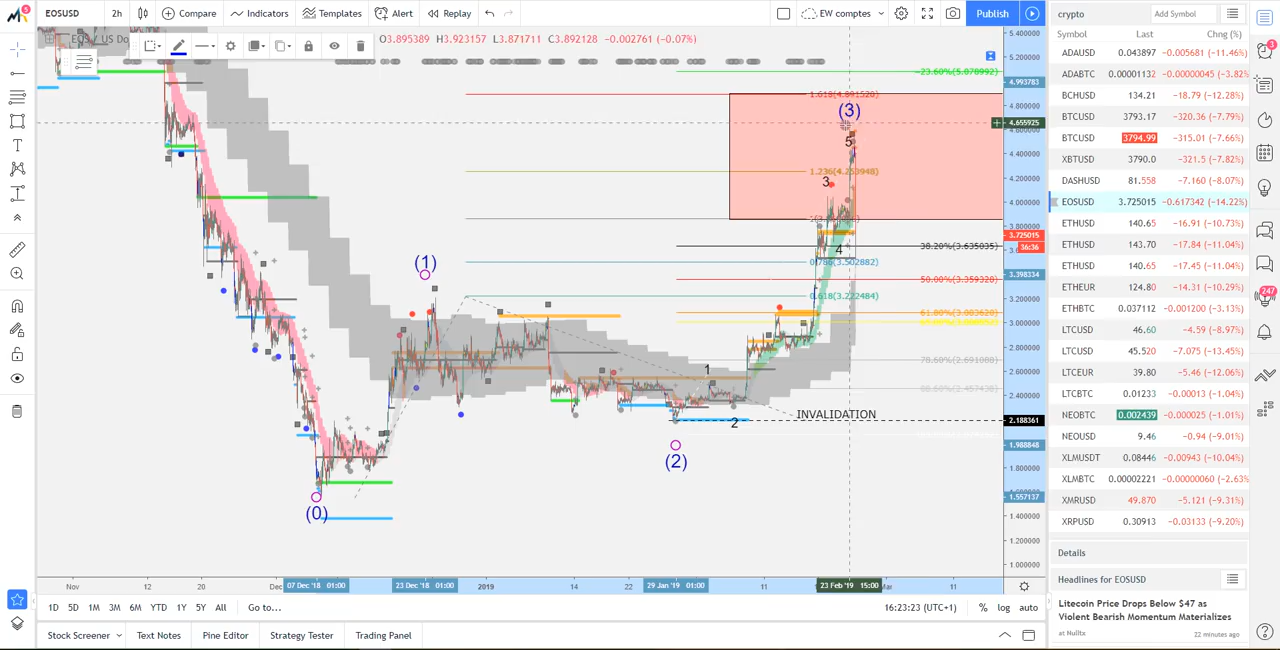 EOSUSD 2h Compare Indicators Templates Alert Replay EW comptes Publish
EOS / US Do O3.895389 H3.923157 L3.871711 C3.892128 -0.002761 (-0.07%)
5.400000
5.200000
-23.60%(5.078992)
4.993783
1.618(4.891520)
4.800000
(3)
4.655925
4.600000
5
4.400000
1.236(4.253948)
4.200000
3
4.000000
3.800000
3.725015
36:36
4
38.20%(3.635035)
0.786(3.502882)
(1)
3.398334
50.00%(3.359328)
0.618(3.222484)
3.200000
61.80%(3.083620)
3.000000
2.800000
78.60%(2.691088)
1
2.600000
2.400000
INVALIDATION
2
2.188361
1.988848
(2)
1.800000
1.557137
(0)
1.400000
1.200000
1.000000
Nov 12 20 Dec 07 Dec '18 01:00 23 Dec '18 01:00 2019 14 22 29 Jan '19 01:00 11 23 Feb '19 15:00 Mar 11
1D 5D 1M 3M 6M YTD 1Y 5Y All Go to... 16:23:23 (UTC+1) % log auto
Stock Screener Text Notes Pine Editor Strategy Tester Trading Panel
crypto Add Symbol
Symbol Last Chng (%)
ADAUSD 0.043897 -0.005681 (-11.46%)
ADABTC 0.00001132 -0.00000045 (-3.82%
BCHUSD 134.21 -18.79 (-12.28%)
BTCUSD 3793.17 -320.36 (-7.79%)
BTCUSD 3794.99 -315.01 (-7.66%)
XBTUSD 3790.0 -321.5 (-7.82%)
DASHUSD 81.558 -7.160 (-8.07%)
EOSUSD 3.725015 -0.617342 (-14.22%)
ETHUSD 140.65 -16.91 (-10.73%)
ETHUSD 143.70 -17.84 (-11.04%)
ETHUSD 140.65 -17.45 (-11.04%)
ETHEUR 124.80 -14.31 (-10.29%)
ETHBTC 0.037112 -0.001200 (-3.13%)
LTCUSD 46.60 -4.59 (-8.97%)
LTCUSD 45.520 -7.075 (-13.45%)
LTCEUR 39.80 -5.46 (-12.06%)
LTCBTC 0.01233 -0.00013 (-1.04%)
NEOBTC 0.002439 -0.000025 (-1.01%)
NEOUSD 9.46 -0.94 (-9.01%)
XLMUSDT 0.08446 -0.00943 (-10.04%)
XLMBTC 0.00002221 -0.00000060 (-2.63%
XMRUSD 49.870 -5.121 (-9.31%)
XRPUSD 0.30913 -0.03133 (-9.20%)
Details
Headlines for EOSUSD
Litecoin Price Drops Below $47 as
Violent Bearish Momentum Materializes
at Nulltx 22 minutes ago
5
3
247